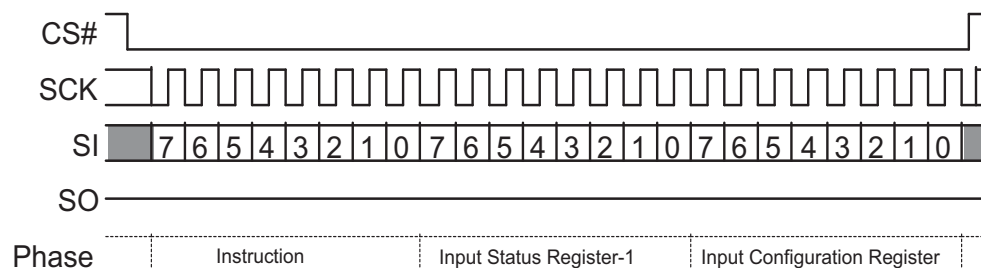 CS#
SCK
SI 7 6 5 4 3 2 1 0 7 6 5 4 3 2 1 0 7 6 5 4 3 2 1 0
SO
Phase Instruction Input Status Register-1 Input Configuration Register